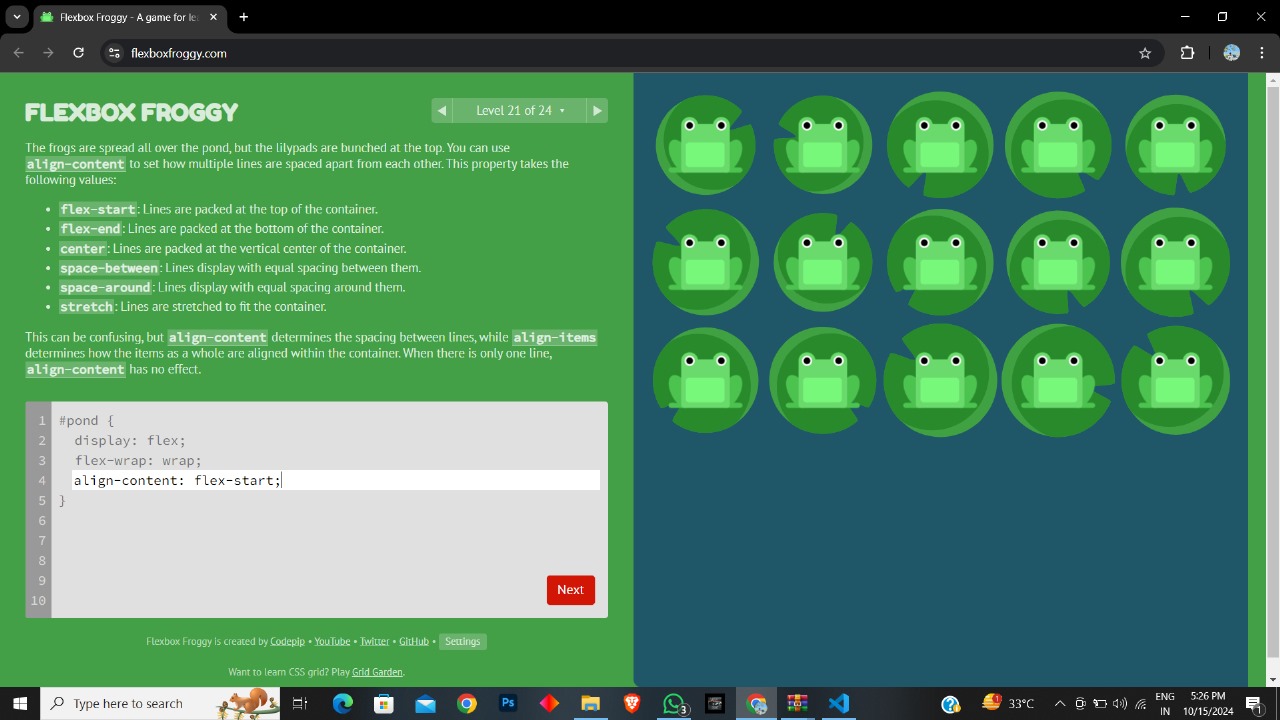 Flexbox Froggy - A game for le
flexboxfroggy.com
FLEXBOX FROGGY
Level 21 of 24
The frogs are spread all over the pond, but the lilypads are bunched at the top. You can use
align-content to set how multiple lines are spaced apart from each other. This property takes the
following values:
• flex-start: Lines are packed at the top of the container.
• flex-end: Lines are packed at the bottom of the container.
• center: Lines are packed at the vertical center of the container.
• space-between: Lines display with equal spacing between them.
• space-around: Lines display with equal spacing around them.
• stretch: Lines are stretched to fit the container.
This can be confusing, but align-content determines the spacing between lines, while align-items
determines how the items as a whole are aligned within the container. When there is only one line,
align-content has no effect.
1 #pond {
2 display: flex;
3 flex-wrap: wrap;
4 align-content: flex-start;
5 }
6
7
8
9
10
Next
Flexbox Froggy is created by Codepip • YouTube • Twitter • GitHub • Settings
Want to learn CSS grid? Play Grid Garden.
Type here to search
Ps
3
1
33°C
ENG
IN
5:26 PM
10/15/2024
1